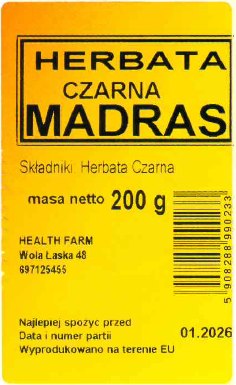 HERBATA
CZARNA
MADRAS
Składniki Herbata Czarna
masa netto 200 g
HEALTH FARM
Wola Łaska 48
697125455
5 908288 990233
Najlepiej spożyc przed
Data i numer partii 01.2026
Wyprodukowano na terenie EU